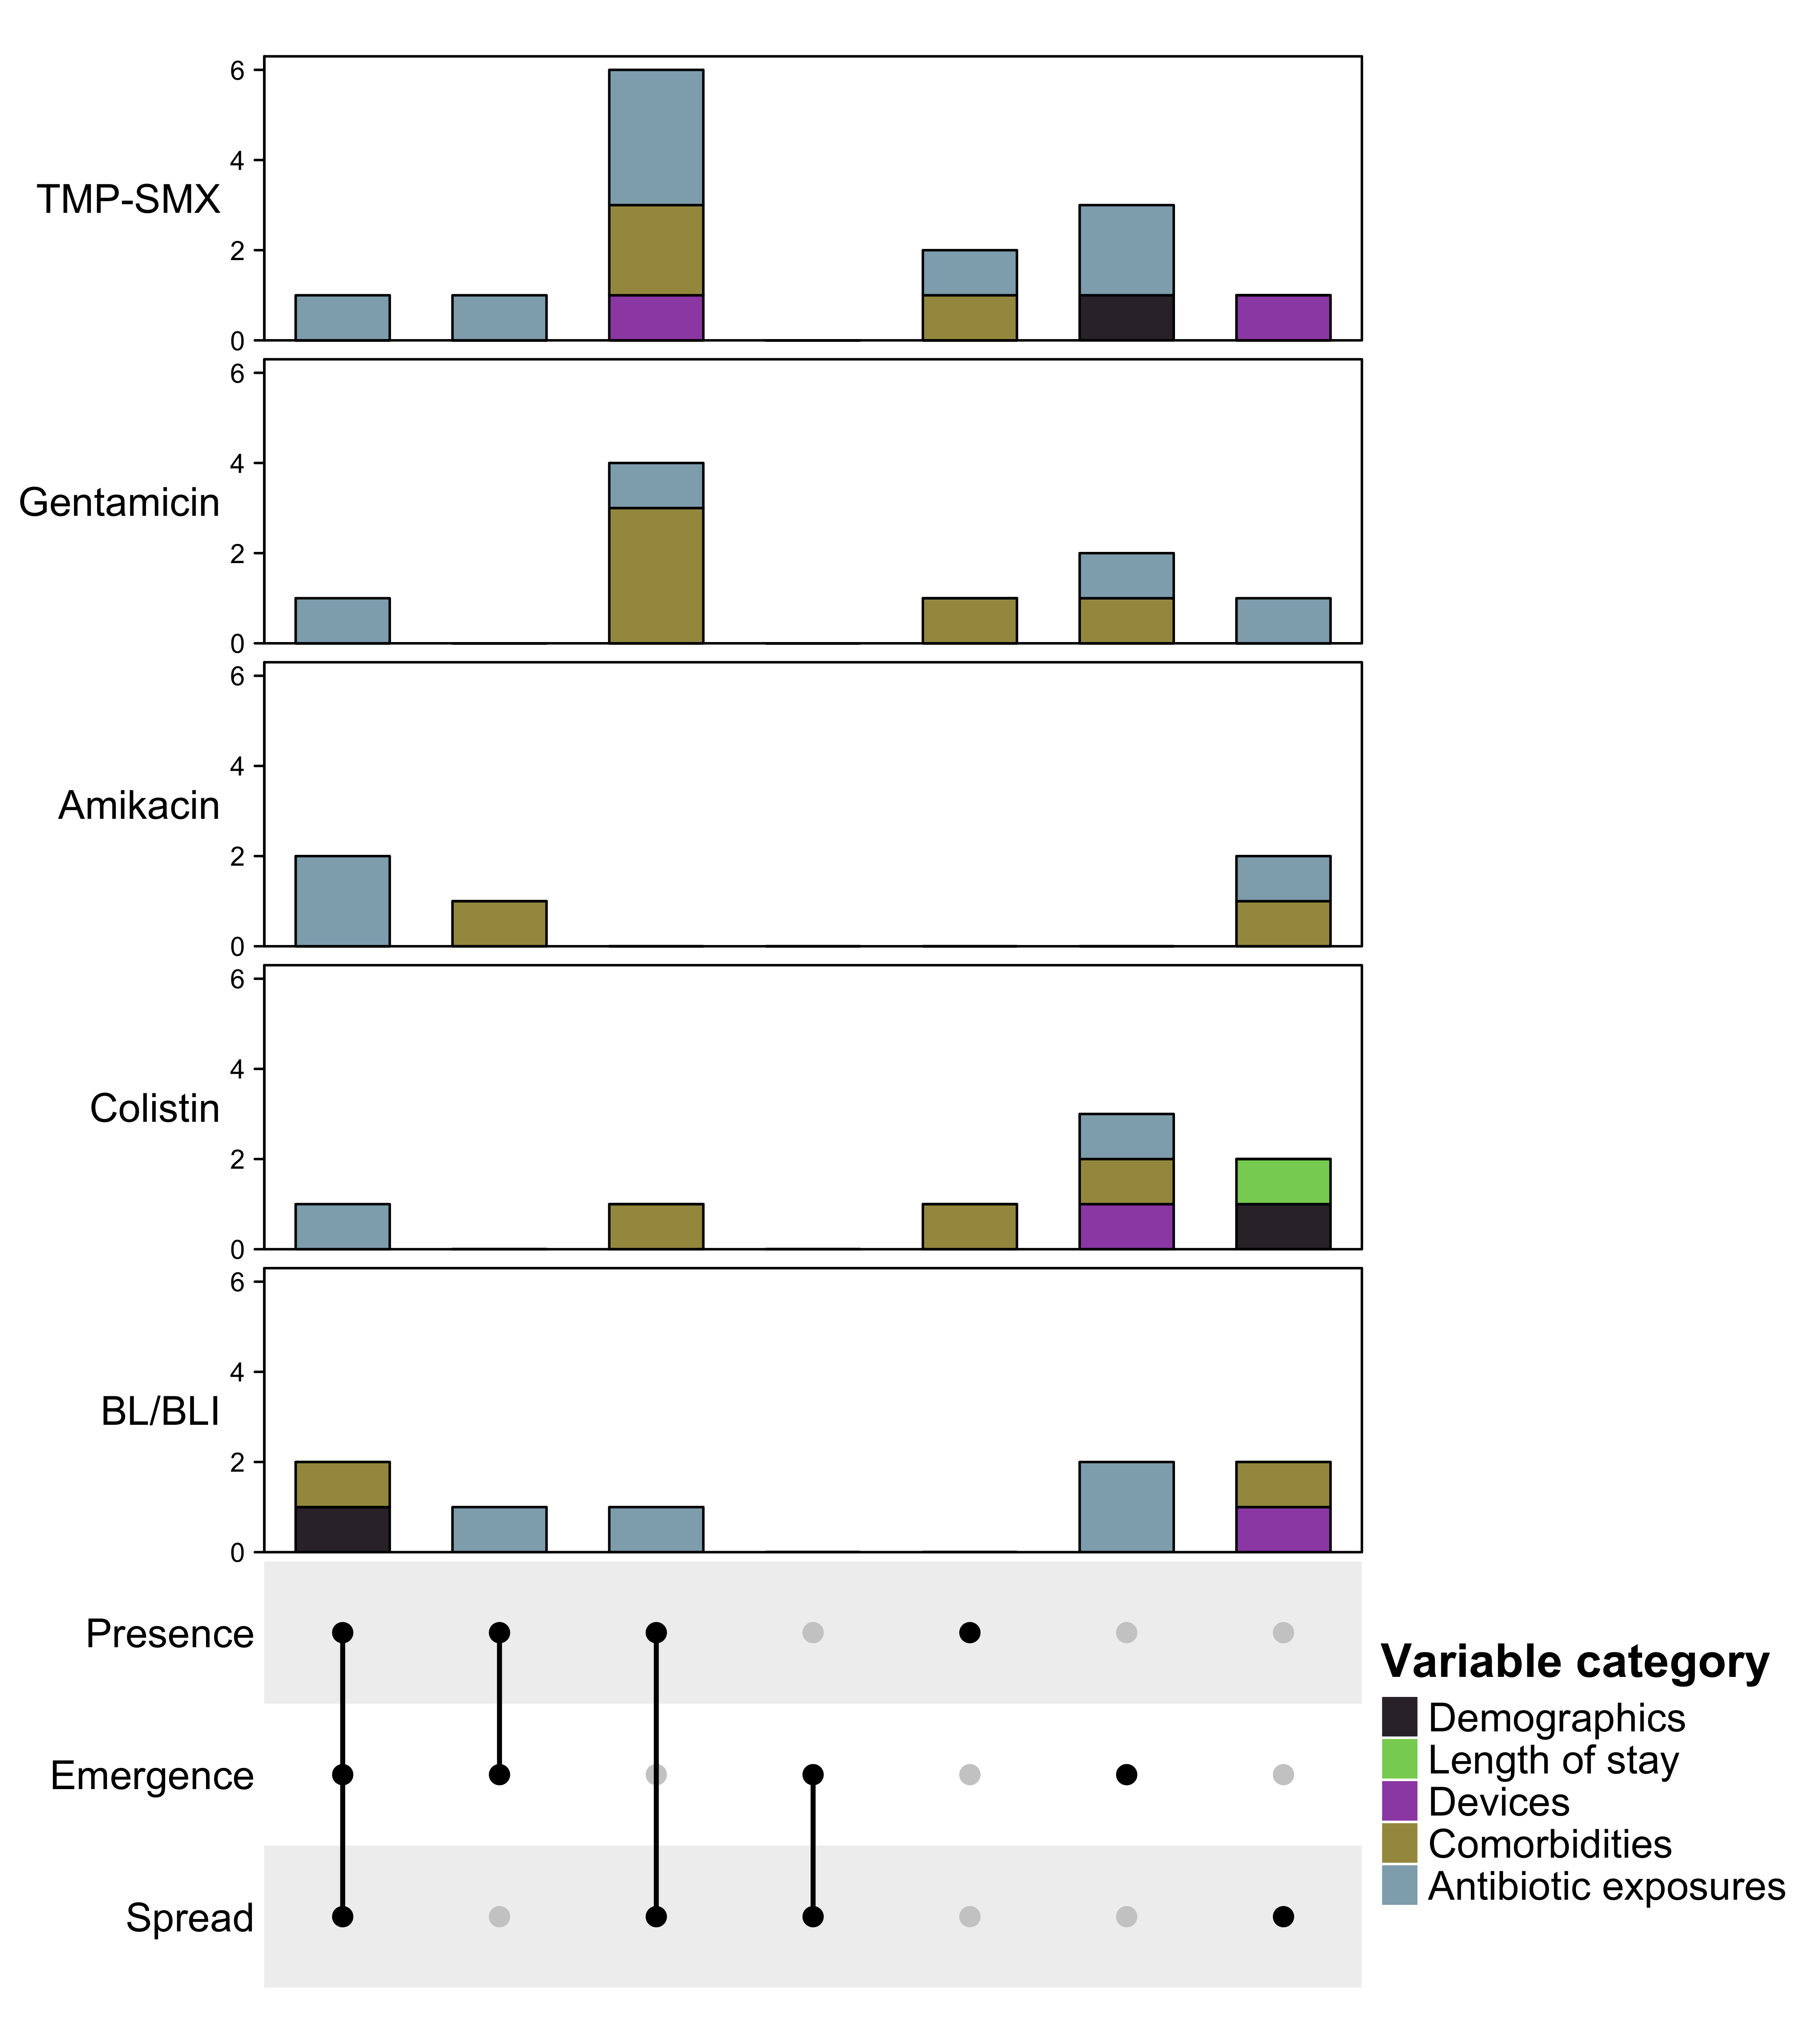 6
4
TMP-SMX
2
0
6
4
Gentamicin
2
0
6
4
Amikacin
2
0
6
4
Colistin
2
0
6
4
BL/BLI
2
0
Presence
Emergence
Spread
Variable category
Demographics
Length of stay
Devices
Comorbidities
Antibiotic exposures